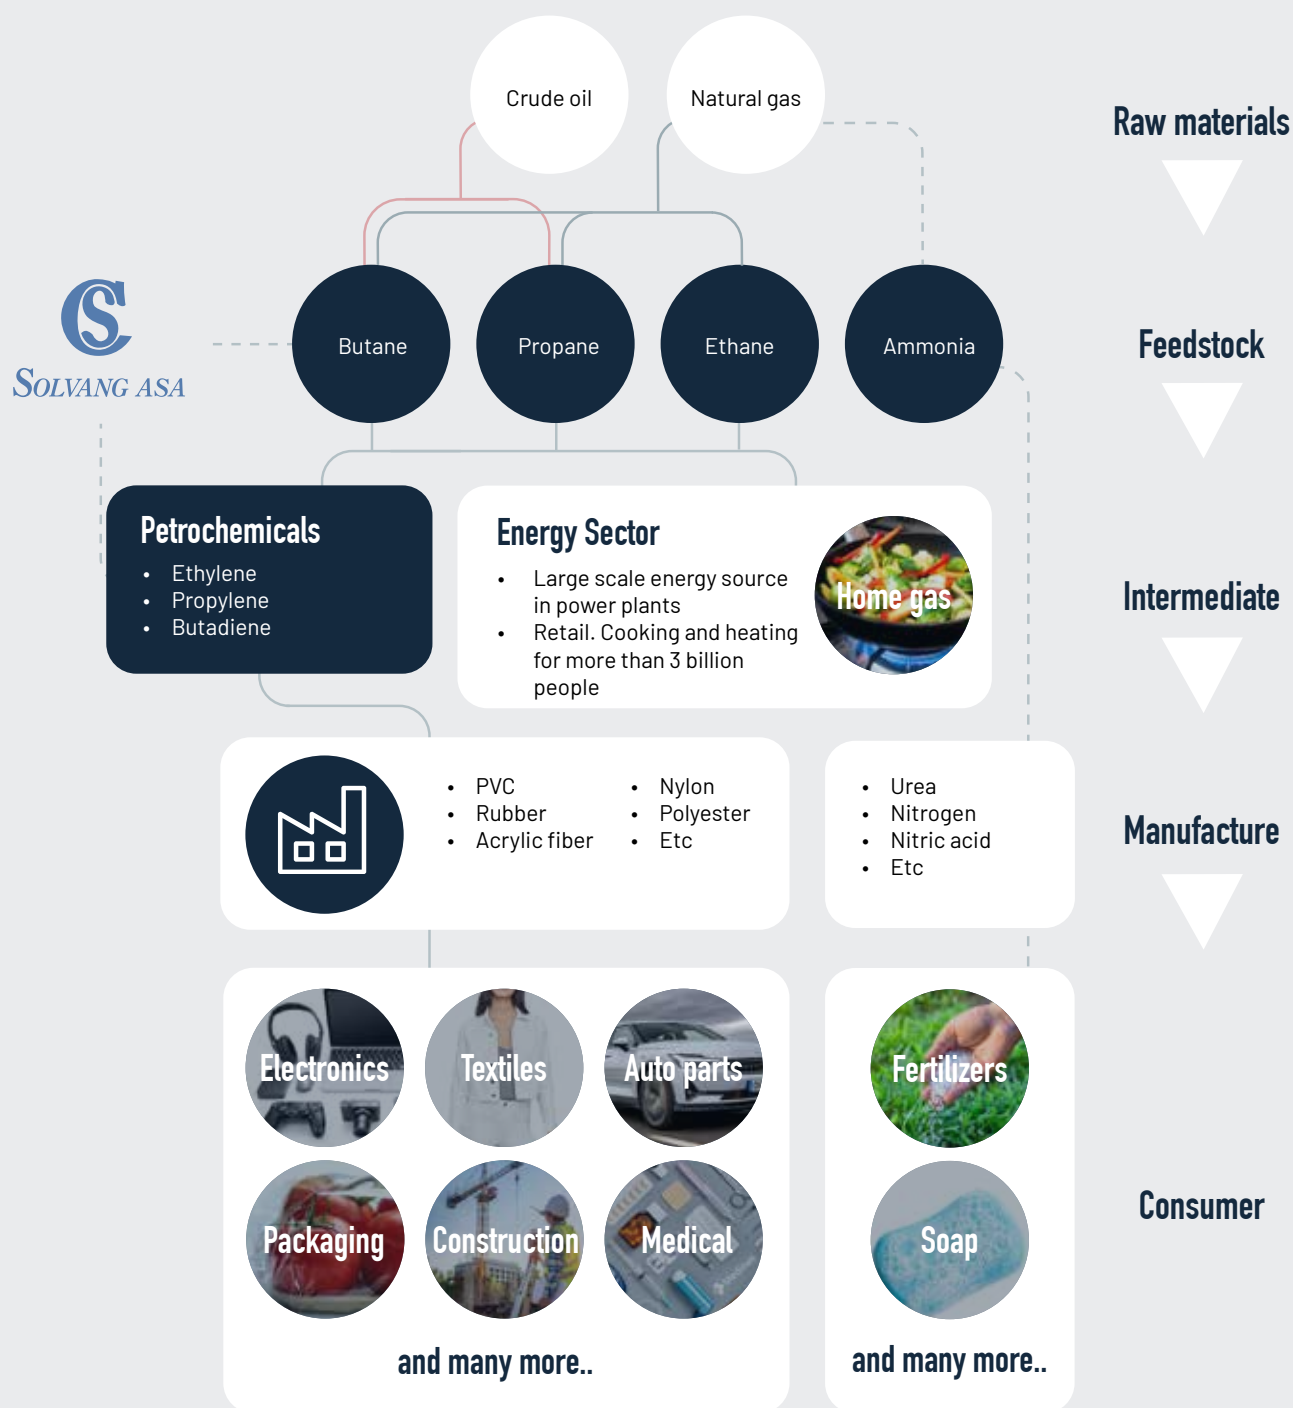 Crude oil
Natural gas
Raw materials
SOLVANG ASA
Butane
Propane
Ethane
Ammonia
Feedstock
Petrochemicals
• Ethylene
• Propylene
• Butadiene
Energy Sector
• Large scale energy source
in power plants
• Retail. Cooking and heating
for more than 3 billion
people
Home gas
Intermediate
• PVC
• Rubber
• Acrylic fiber
• Nylon
• Polyester
• Etc
• Urea
• Nitrogen
• Nitric acid
• Etc
Manufacture
Electronics
Textiles
Auto parts
Packaging
Construction
Medical
and many more..
Fertilizers
Soap
and many more..
Consumer